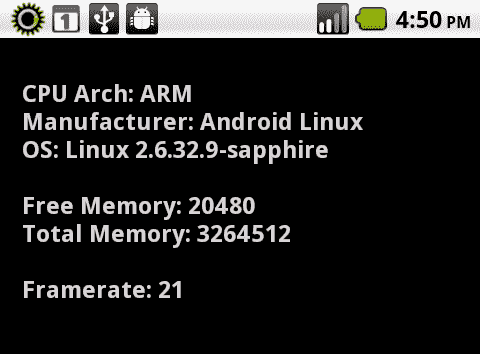 1
4:50 PM
CPU Arch: ARM
Manufacturer: Android Linux
OS: Linux 2.6.32.9-sapphire
Free Memory: 20480
Total Memory: 3264512
Framerate: 21